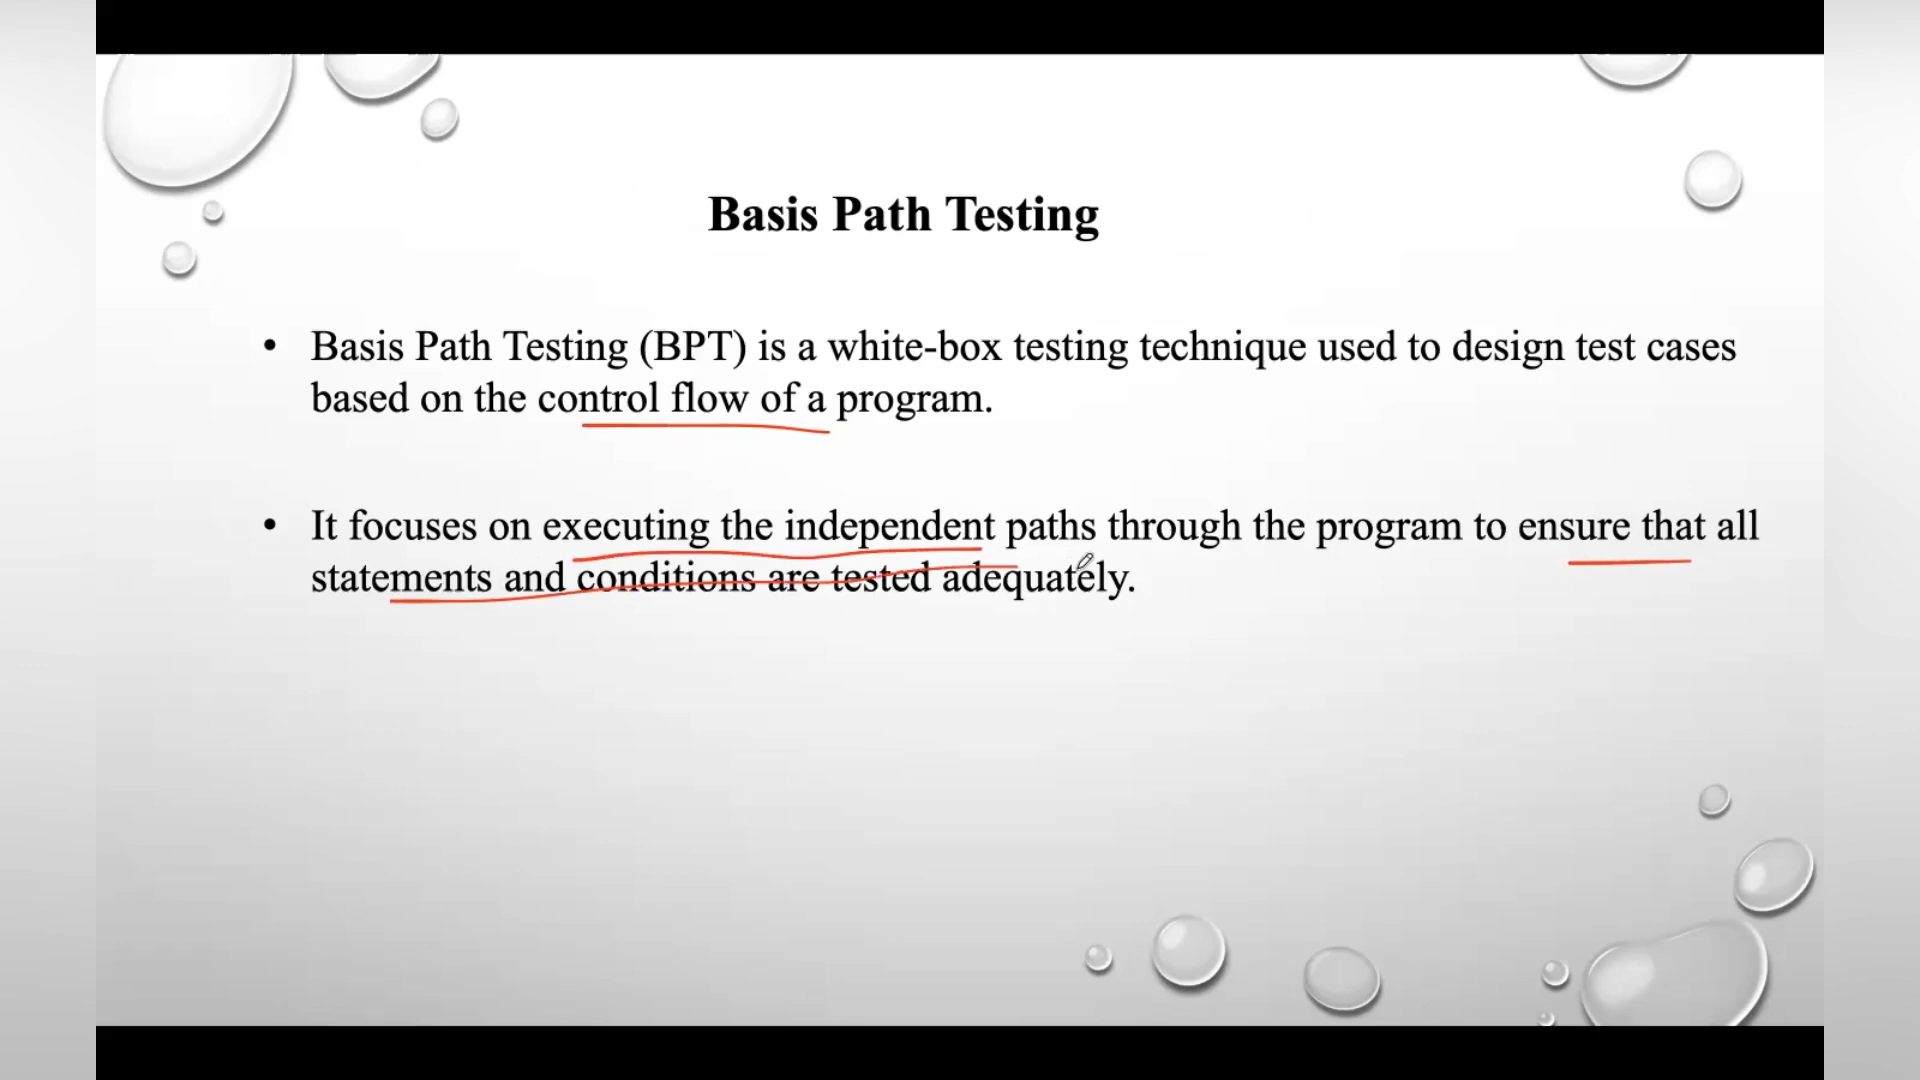 Basis Path Testing
• Basis Path Testing (BPT) is a white-box testing technique used to design test cases
based on the control flow of a program.
• It focuses on executing the independent paths through the program to ensure that all
statements and conditions are tested adequately.